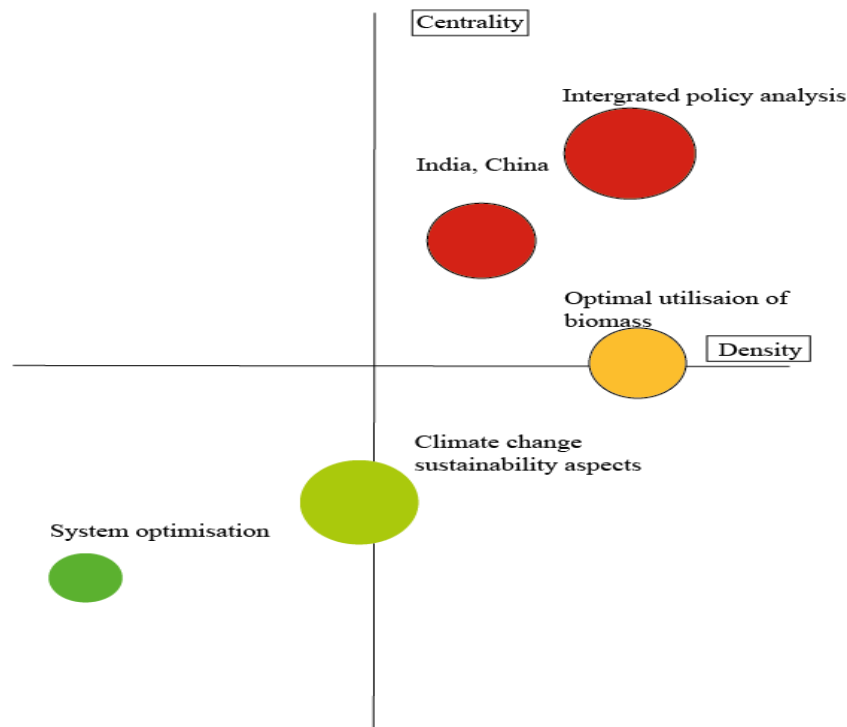 Centrality
Intergrated policy analysis
India, China
Optimal utilisaion of
biomass
Density
Climate change
sustainability aspects
System optimisation